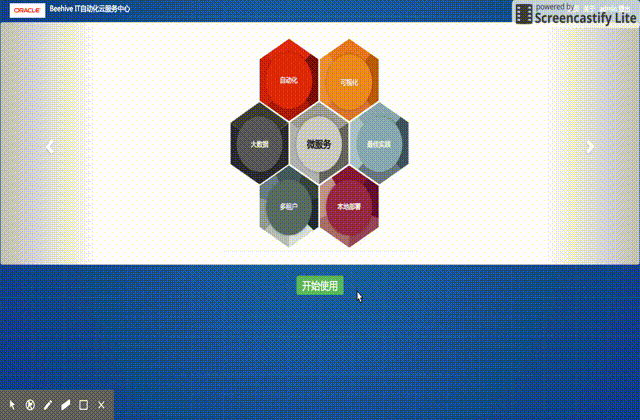 ORACLE
Beehive IT自动化云服务中心
关于
powered by
Screencastify Lite
自动化
可视化
大数据
微服务
最佳实践
多租户
本地部署
开始使用